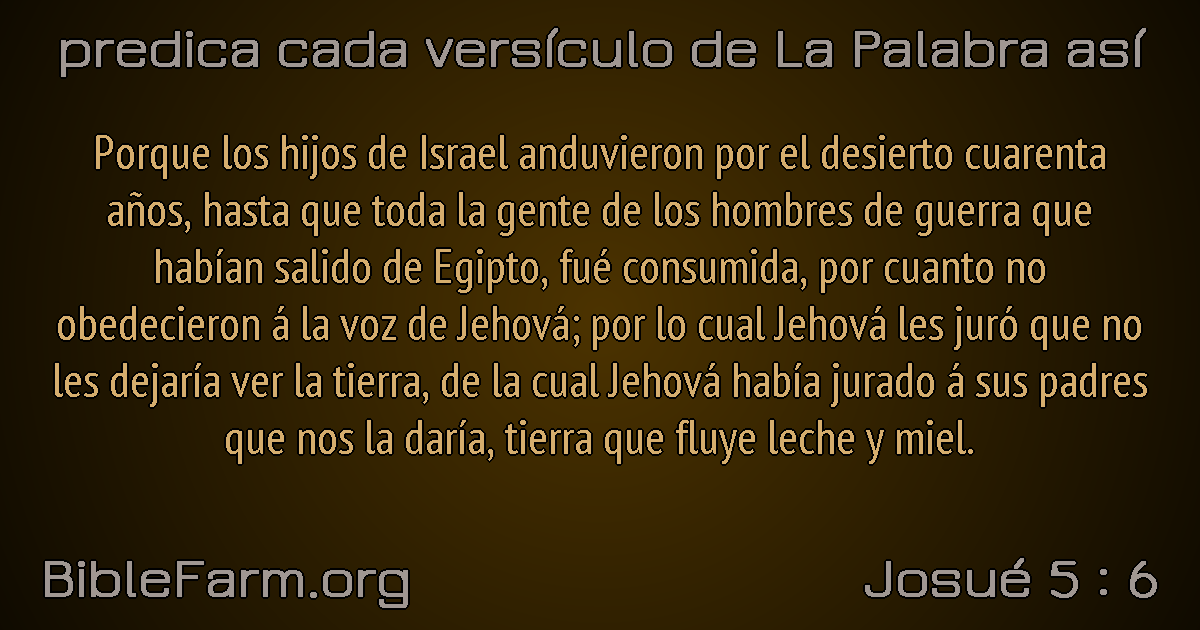 predica cada versículo de La Palabra así
Porque los hijos de Israel anduvieron por el desierto cuarenta
años, hasta que toda la gente de los hombres de guerra que
habían salido de Egipto, fué consumida, por cuanto no
obedecieron á la voz de Jehová; por lo cual Jehová les juró que no
les dejaría ver la tierra, de la cual Jehová había jurado á sus padres
que nos la daría, tierra que fluye leche y miel.
BibleFarm.org
Josué 5 : 6